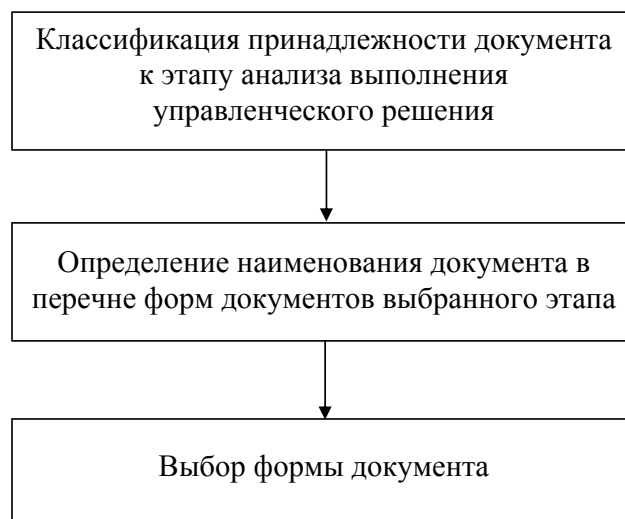 Классификация принадлежности документа
к этапу анализа выполнения
управленческого решения
Определение наименования документа в
перечне форм документов выбранного этапа
Выбор формы документа